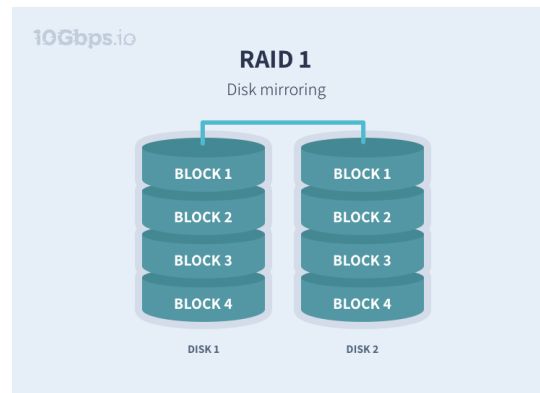 10Gbps.io
RAID 1
Disk mirroring
BLOCK 1
BLOCK 2
BLOCK 3
BLOCK 4
DISK 1
BLOCK 1
BLOCK 2
BLOCK 3
BLOCK 4
DISK 2